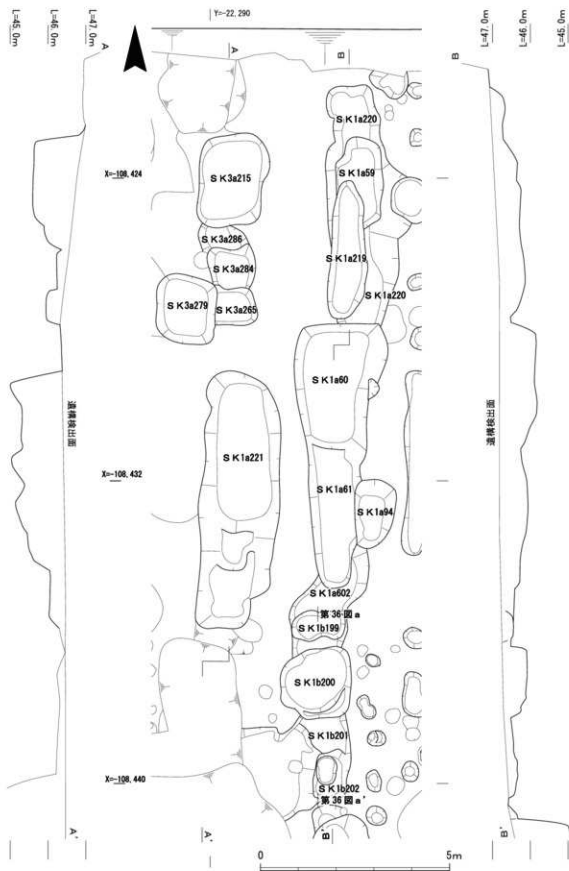 L=45.0m
L=46.0m
L=47.0m
Y=-22,290
L=47.0m
L=46.0m
L=45.0m
A
A
B
B
SK1a220
SK1a59
X=-108,424
SK3a215
SK3a286
SK3a284
SK1a219
SK3a279
SK3a265
SK1a220
SK1a60
遺構検出面
遺構検出面
SK1a221
X=-108,432
SK1a61
SK1a94
SK1a602
第36図a
SK1b199
SK1b200
SK1b201
X=-108,440
SK1b202
第36図a'
A'
A'
B'
B'
0
5m